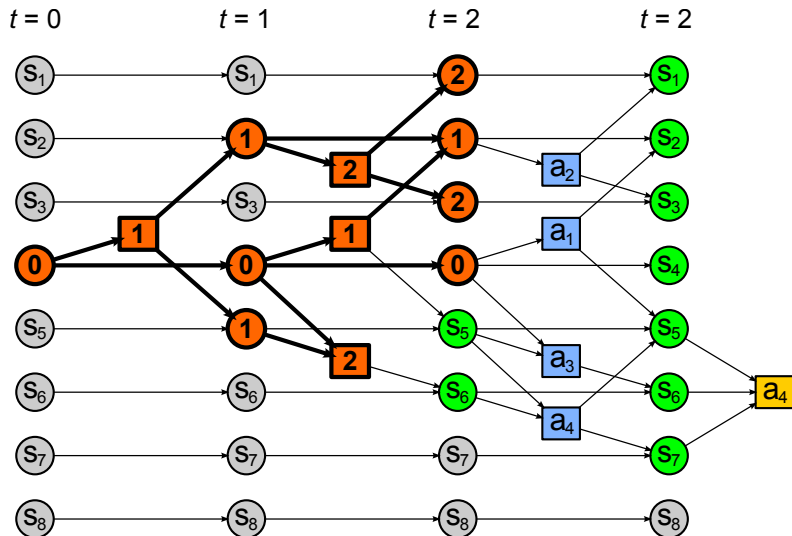 t = 0 t = 1 t = 2 t = 2
s1 s1 2 s1
s2 1 1 s2
2 a2
s3 s3 2 s3
1 1 a1
0 0 0 s4
s5 1 s5 s5
2 a3
s6 s6 s6 s6 a4
a4
s7 s7 s7 s7
s8 s8 s8 s8